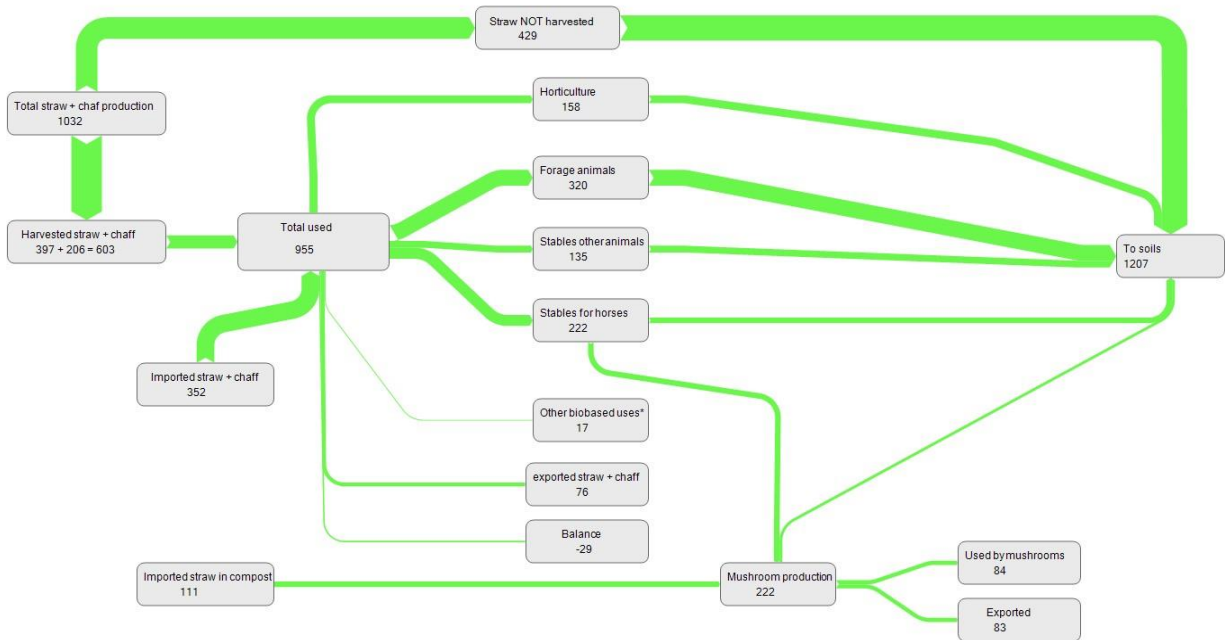 Straw NOT harvested
429
Total straw + chaf production
1032
Horticulture
158
Forage animals
320
Harvested straw + chaff
397 + 206 = 603
Total used
955
Stables other animals
135
To soils
1207
Stables for horses
222
Imported straw + chaff
352
Other biobased uses*
17
exported straw + chaff
76
Balance
-29
Imported straw in compost
111
Mushroom production
222
Used by mushrooms
84
Exported
83